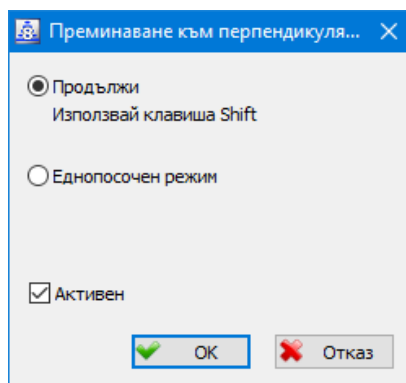 Преминаване към перпендикуля...
Продължи
Използвай клавиша Shift
Еднопосочен режим
Активен
OK
Отказ